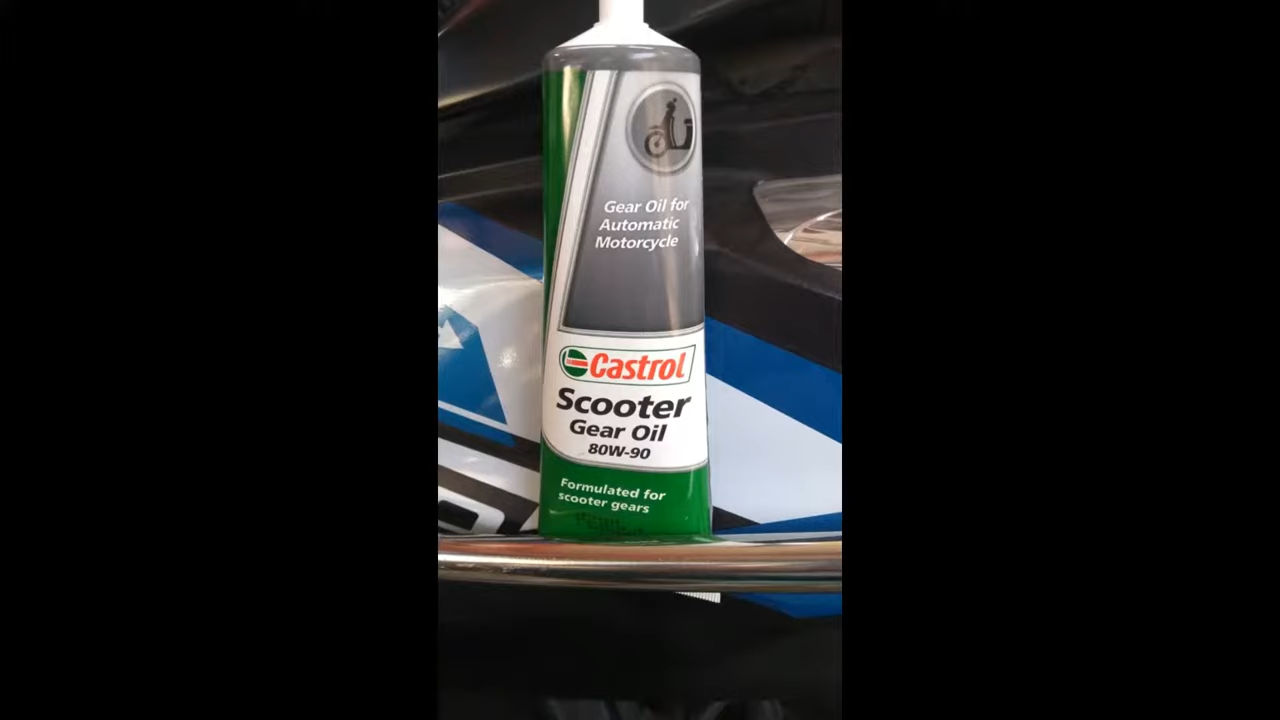 Gear Oil for
Automatic
Motorcycle
Castrol
Scooter
Gear Oil
80W-90
Formulated for
scooter gears